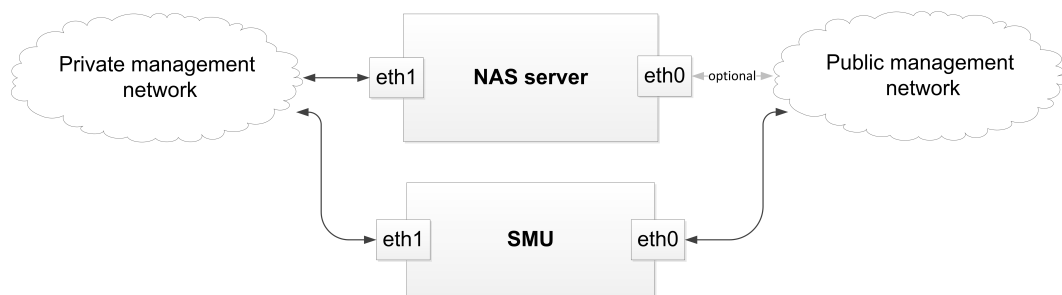 Private management
network
eth1
NAS server
eth0
optional
Public management
network
eth1
SMU
eth0